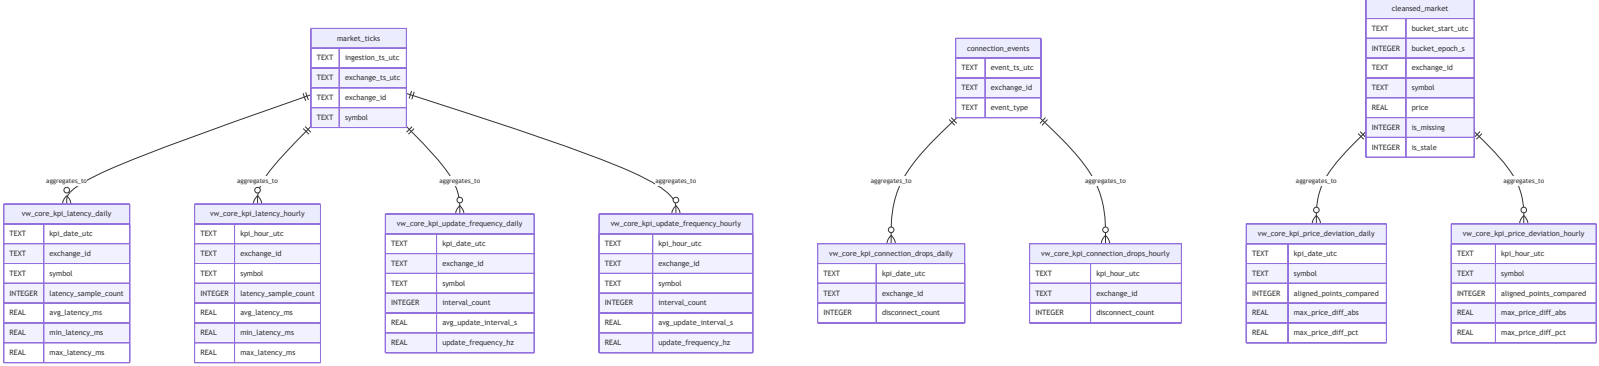 market_ticks
TEXT ingestion_ts_utc
TEXT exchange_ts_utc
TEXT exchange_id
TEXT symbol
connection_events
TEXT event_ts_utc
TEXT exchange_id
TEXT event_type
cleansed_market
TEXT bucket_start_utc
INTEGER bucket_epoch_s
TEXT exchange_id
TEXT symbol
REAL price
INTEGER is_missing
INTEGER is_stale
aggregates_to
aggregates_to
aggregates_to
aggregates_to
aggregates_to
aggregates_to
aggregates_to
aggregates_to
vw_core_kpi_latency_daily
TEXT kpi_date_utc
TEXT exchange_id
TEXT symbol
INTEGER latency_sample_count
REAL avg_latency_ms
REAL min_latency_ms
REAL max_latency_ms
vw_core_kpi_latency_hourly
TEXT kpi_hour_utc
TEXT exchange_id
TEXT symbol
INTEGER latency_sample_count
REAL avg_latency_ms
REAL min_latency_ms
REAL max_latency_ms
vw_core_kpi_update_frequency_daily
TEXT kpi_date_utc
TEXT exchange_id
TEXT symbol
INTEGER interval_count
REAL avg_update_interval_s
REAL update_frequency_hz
vw_core_kpi_update_frequency_hourly
TEXT kpi_hour_utc
TEXT exchange_id
TEXT symbol
INTEGER interval_count
REAL avg_update_interval_s
REAL update_frequency_hz
vw_core_kpi_connection_drops_daily
TEXT kpi_date_utc
TEXT exchange_id
INTEGER disconnect_count
vw_core_kpi_connection_drops_hourly
TEXT kpi_hour_utc
TEXT exchange_id
INTEGER disconnect_count
vw_core_kpi_price_deviation_daily
TEXT kpi_date_utc
TEXT symbol
INTEGER aligned_points_compared
REAL max_price_diff_abs
REAL max_price_diff_pct
vw_core_kpi_price_deviation_hourly
TEXT kpi_hour_utc
TEXT symbol
INTEGER aligned_points_compared
REAL max_price_diff_abs
REAL max_price_diff_pct